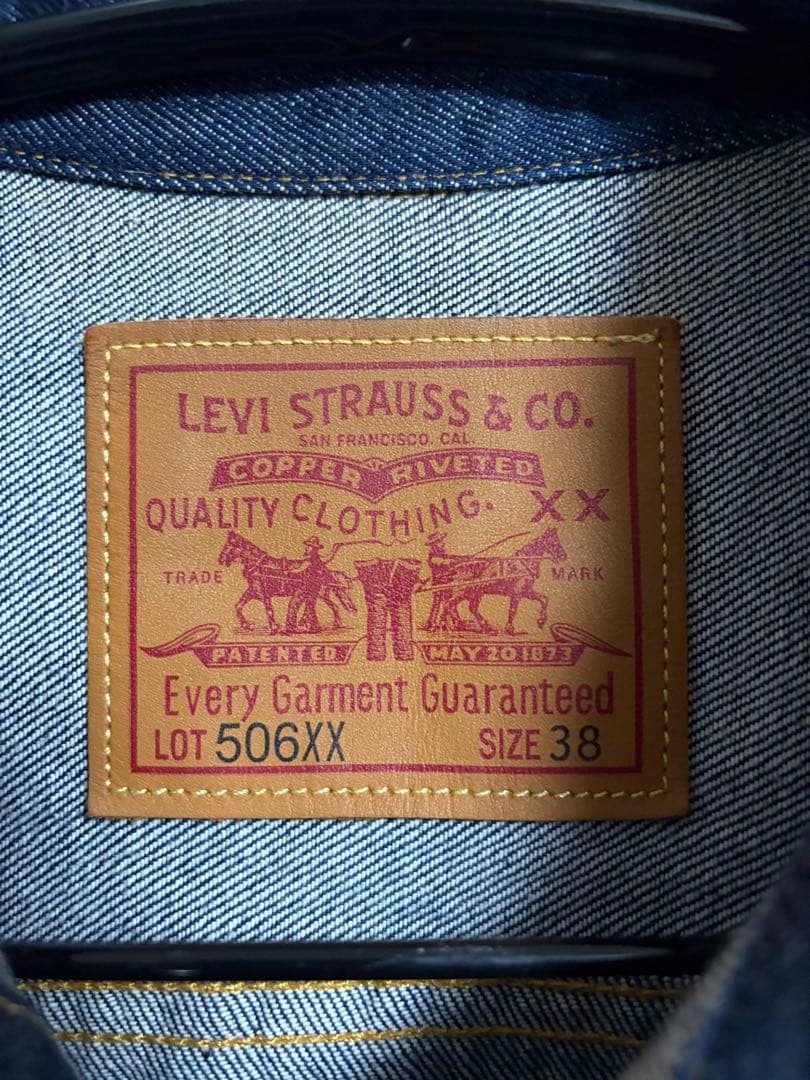 LEVI STRAUSS & CO.
SAN FRANCISCO, CAL.
COPPER RIVETED
QUALITY CLOTHING. XX
TRADE MARK
PATENTED MAY 20 1873
Every Garment Guaranteed
LOT 506XX SIZE 38